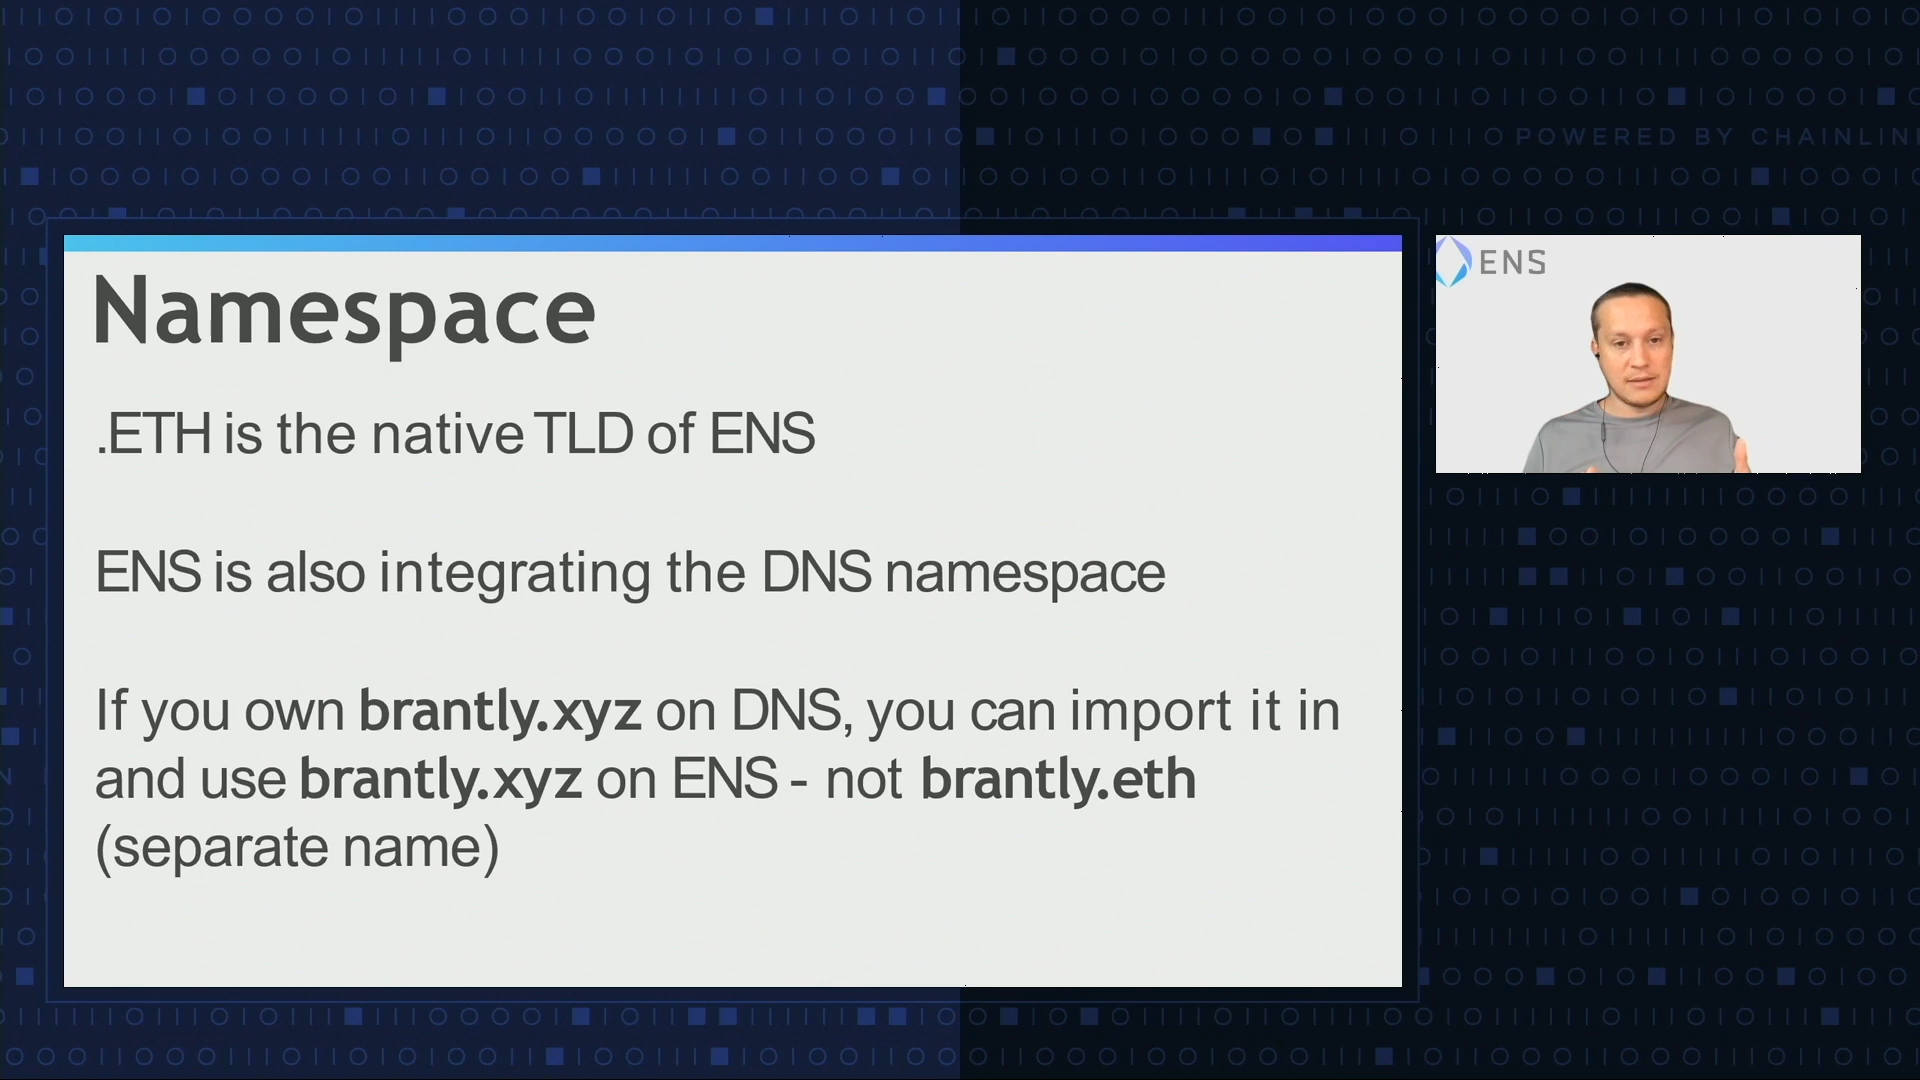 POWERED BY CHAINLIN
Namespace
.ETH is the native TLD of ENS
ENS is also integrating the DNS namespace
If you own brantly.xyz on DNS, you can import it in
and use brantly.xyz on ENS - not brantly.eth
(separate name)
ENS